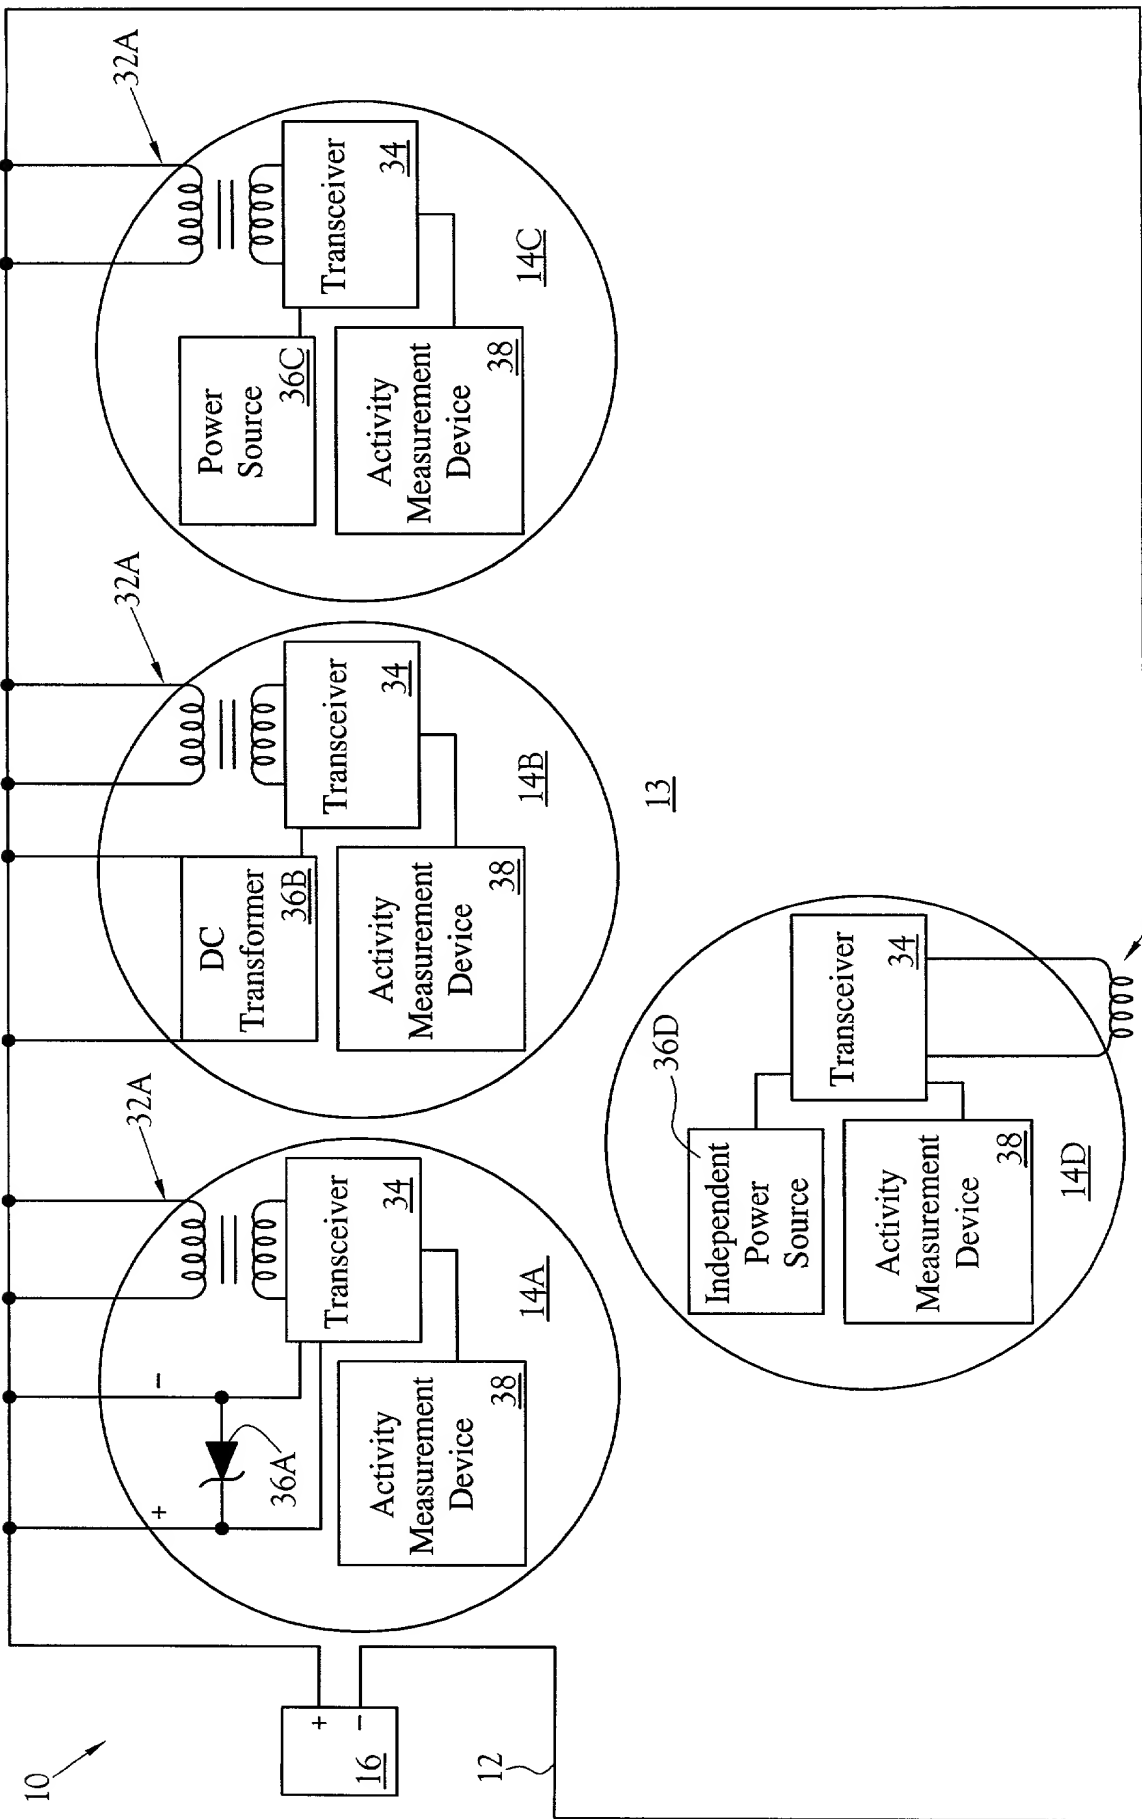 10
16
+
−
12
+
−
36A
32A
Transceiver
34
Activity
Measurement
Device
38
14A
DC
Transformer
36B
32A
Transceiver
34
Activity
Measurement
Device
38
14B
Power
Source
36C
32A
Transceiver
34
Activity
Measurement
Device
38
14C
13
36D
Independent
Power
Source
Transceiver
34
Activity
Measurement
Device
38
14D